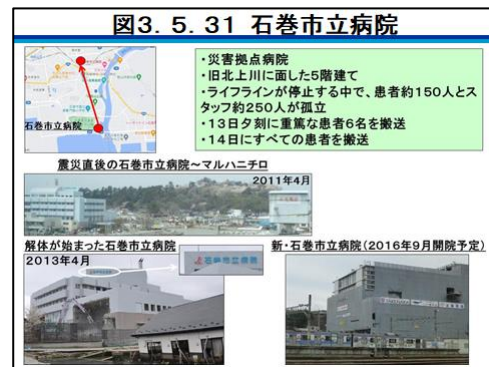 図3.5.31 石巻市立病院
・災害拠点病院
・旧北上川に面した5階建て
・ライフラインが停止する中で、患者約150人とス
タッフ約250人が孤立
・13日夕刻に重篤な患者6名を搬送
・14日にすべての患者を搬送
石巻市立病院
震災直後の石巻市立病院～マルハニチロ
2011年4月
解体が始まった石巻市立病院
2013年4月
石巻市立病院
新・石巻市立病院(2016年9月開院予定)